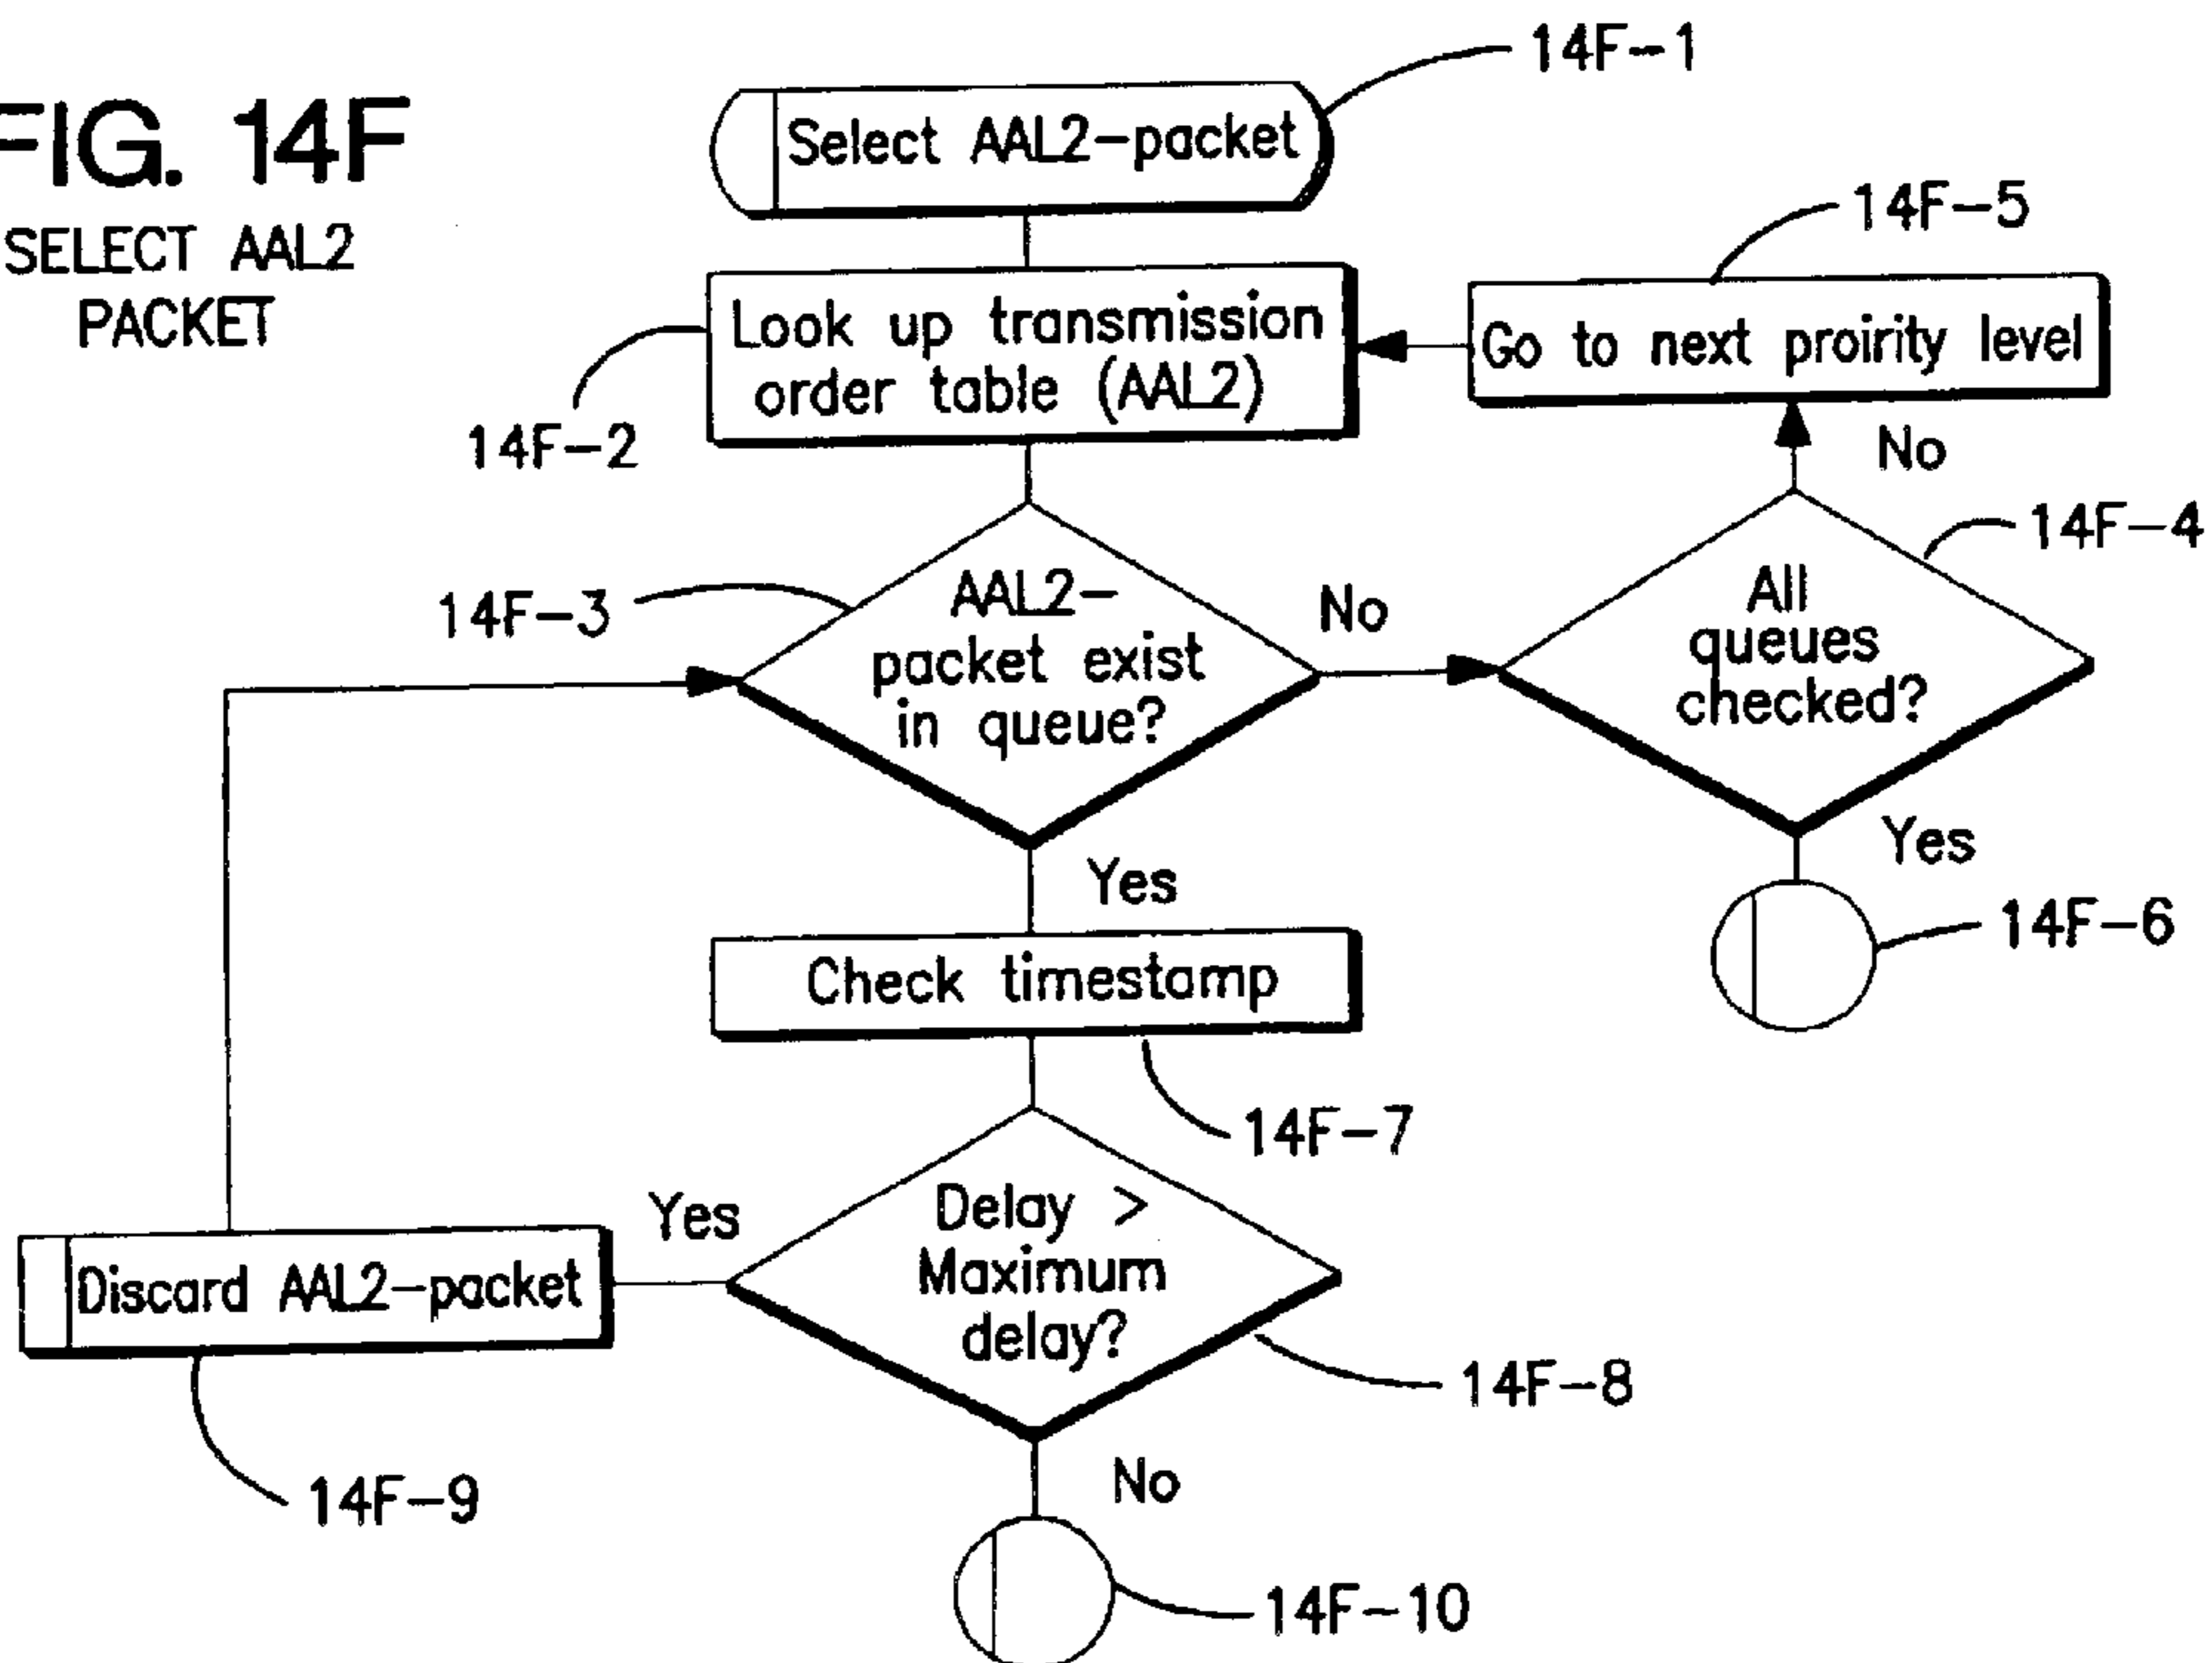 FIG. 14F
SELECT AAL2
PACKET
14F-1
Select AAL2-packet
14F-5
Look up transmission
order table (AAL2)
Go to next proirity level
14F-2
No
14F-4
14F-3
AAL2-
packet exist
in queue?
No
All
queues
checked?
Yes
Yes
14F-6
Check timestamp
14F-7
Delay >
Maximum
delay?
Yes
Discard AAL2-packet
14F-8
14F-9
No
14F-10